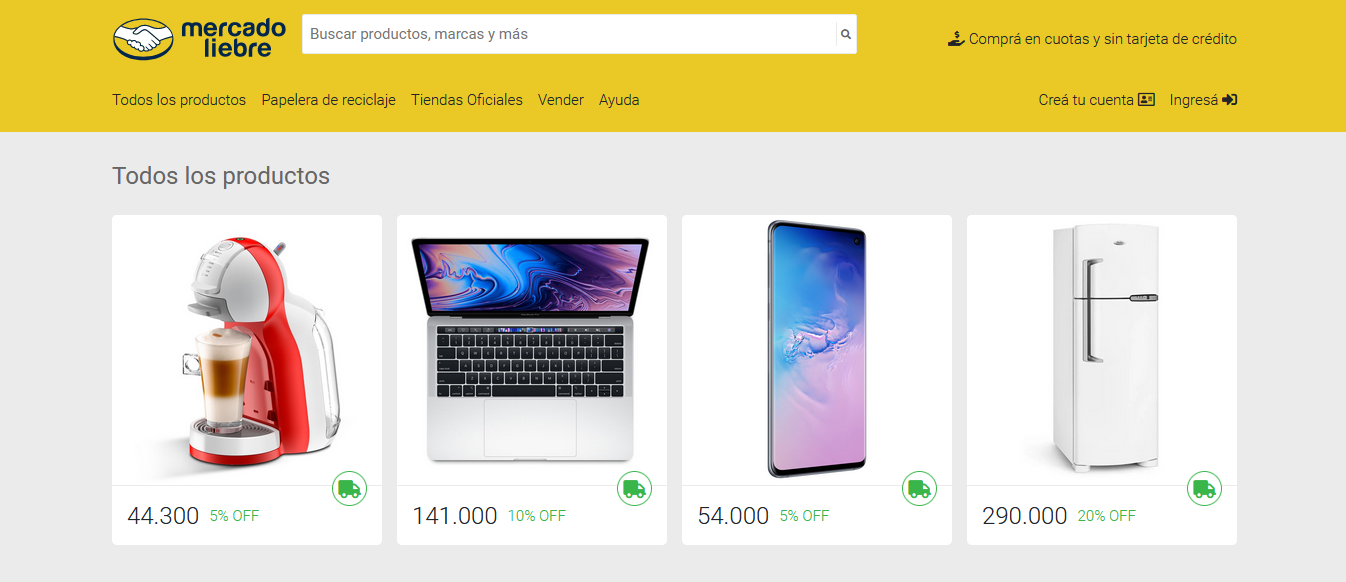 mercado
liebre
Buscar productos, marcas y más
Comprá en cuotas y sin tarjeta de crédito
Todos los productos Papelera de reciclaje Tiendas Oficiales Vender Ayuda
Creá tu cuenta Ingresá
Todos los productos
44.300 5% OFF
141.000 10% OFF
54.000 5% OFF
290.000 20% OFF